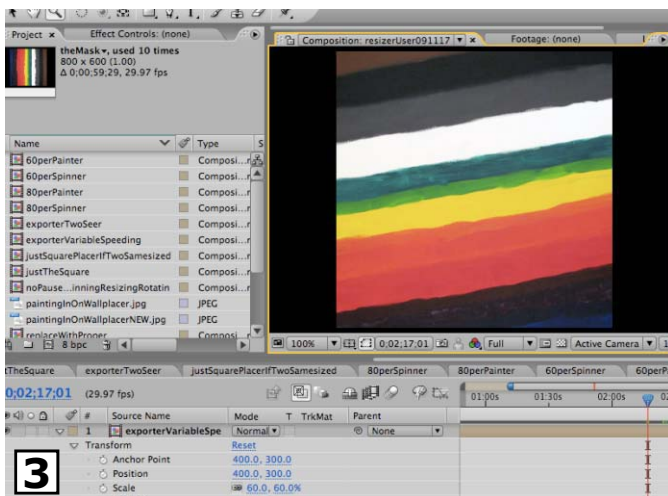 Project × Effect Controls: (none)
theMask▾, used 10 times
800 x 600 (1.00)
Δ 0;00;59;29, 29.97 fps
Composition: resizerUser091117 ▾ × Footage: (none)
Name Type S
60perPainter Composi...r
60perSpinner Composi...r
80perPainter Composi...r
80perSpinner Composi...r
exporterTwoSeer Composi...r
exporterVariableSpeeding Composi...r
justSquarePlacerIfTwoSamesized Composi...r
justTheSquare Composi...r
noPause...inningResizingRotatin Composi...r
paintingInOnWallplacer.jpg JPEG
paintingInOnWallplacerNEW.jpg JPEG
replaceWithProper Composi...r
8 bpc
100% 0;02;17;01 Full Active Camera 1
tTheSquare exporterTwoSeer justSquarePlacerIfTwoSamesized 80perSpinner 80perPainter 60perSpinner 60perP
0;02;17;01 (29.97 fps)
01:00s 01:30s 02:00s 02
# Source Name Mode T TrkMat Parent
1 exporterVariableSpe Normal None
Transform Reset
Anchor Point 400.0, 300.0
Position 400.0, 300.0
Scale 60.0, 60.0%
3